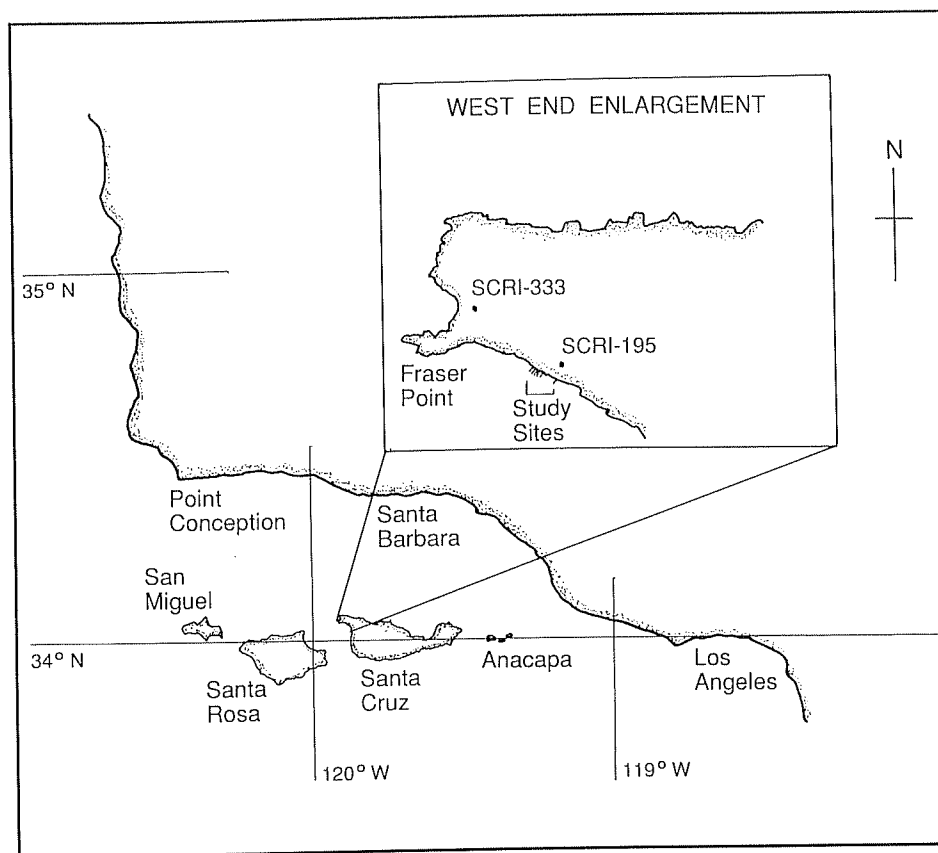 WEST END ENLARGEMENT
N
35° N
SCRI-333
SCRI-195
Fraser
Point
Study
Sites
Point
Conception
Santa
Barbara
San
Miguel
34° N
Santa
Rosa
Santa
Cruz
Anacapa
Los
Angeles
120° W
119° W